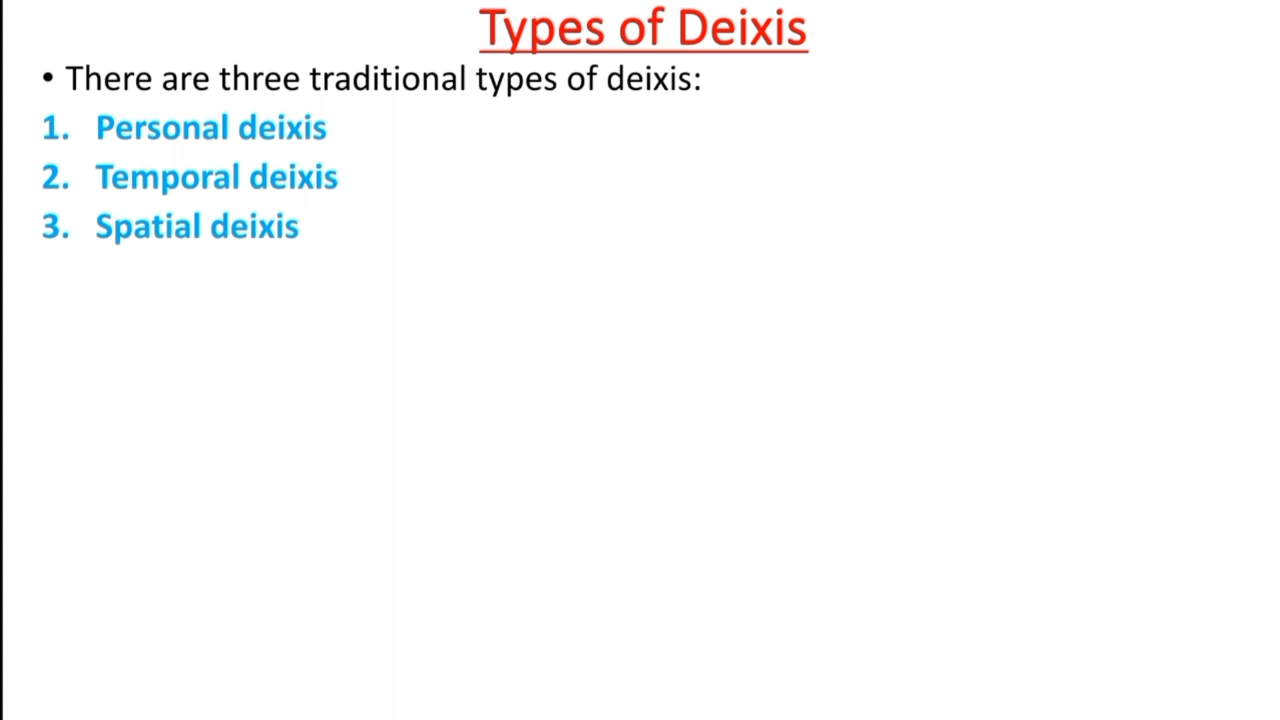 Types of Deixis
• There are three traditional types of deixis:
1. Personal deixis
2. Temporal deixis
3. Spatial deixis